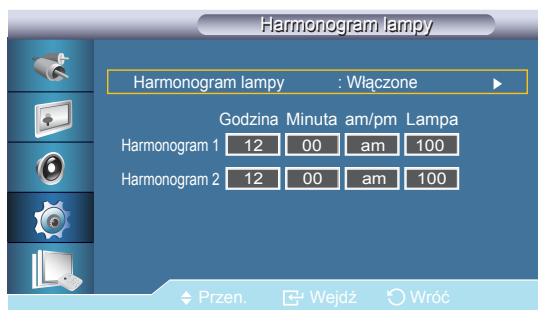 Harmonogram lampy
Harmonogram lampy : Włączone
Godzina Minuta am/pm Lampa
Harmonogram 1 12 00 am 100
Harmonogram 2 12 00 am 100
Przen. Wejdź Wróć